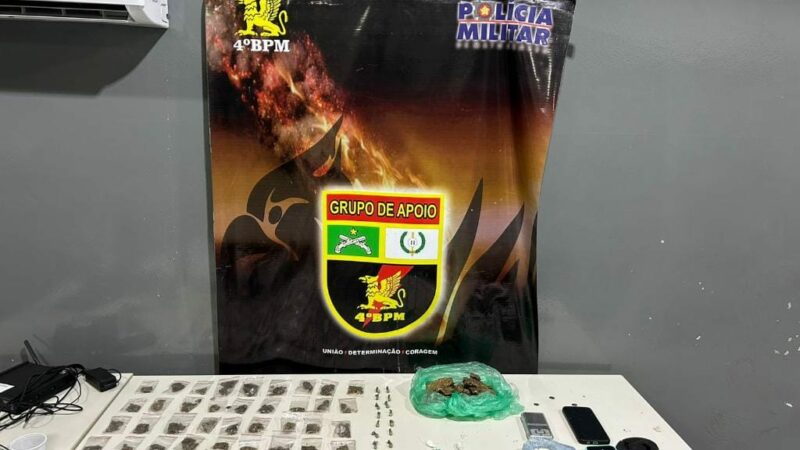 4ºBPM
POLÍCIA
MILITAR
GRUPO DE APOIO
4ºBPM
UNIÃO / DETERMINAÇÃO / CORAGEM